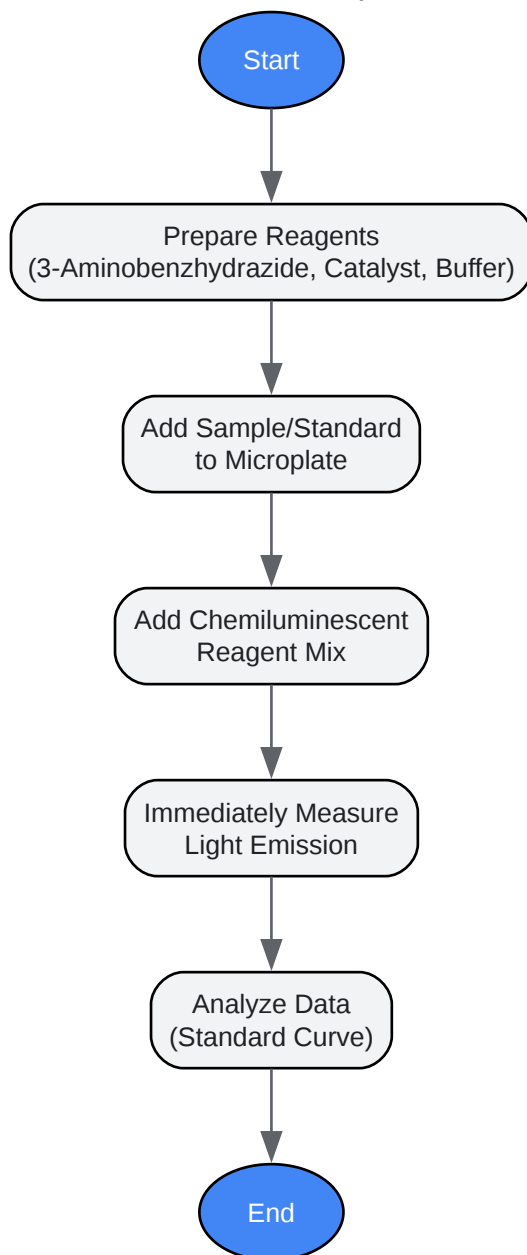 Start
Prepare Reagents
(3-Aminobenzhydrazide, Catalyst, Buffer)
Add Sample/Standard
to Microplate
Add Chemiluminescent
Reagent Mix
Immediately Measure
Light Emission
Analyze Data
(Standard Curve)
End